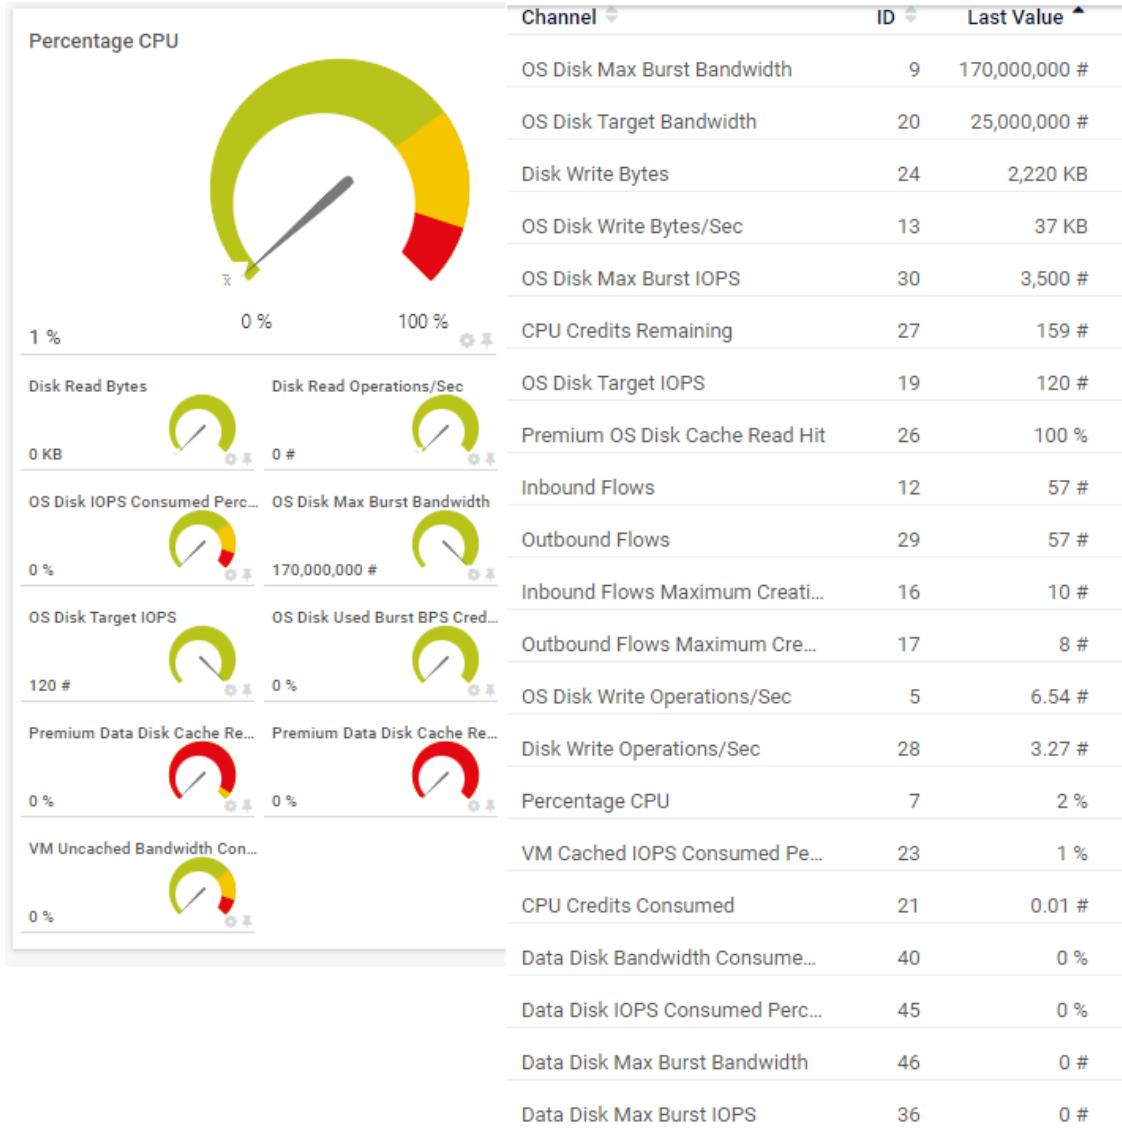 Percentage CPU
x̄
0 %
100 %
1 %
Disk Read Bytes
0 KB
Disk Read Operations/Sec
0 #
OS Disk IOPS Consumed Perc...
0 %
OS Disk Max Burst Bandwidth
170,000,000 #
OS Disk Target IOPS
120 #
OS Disk Used Burst BPS Cred...
0 %
Premium Data Disk Cache Re...
0 %
Premium Data Disk Cache Re...
0 %
VM Uncached Bandwidth Con...
0 %
Channel ID Last Value
OS Disk Max Burst Bandwidth 9 170,000,000 #
OS Disk Target Bandwidth 20 25,000,000 #
Disk Write Bytes 24 2,220 KB
OS Disk Write Bytes/Sec 13 37 KB
OS Disk Max Burst IOPS 30 3,500 #
CPU Credits Remaining 27 159 #
OS Disk Target IOPS 19 120 #
Premium OS Disk Cache Read Hit 26 100 %
Inbound Flows 12 57 #
Outbound Flows 29 57 #
Inbound Flows Maximum Creati... 16 10 #
Outbound Flows Maximum Cre... 17 8 #
OS Disk Write Operations/Sec 5 6.54 #
Disk Write Operations/Sec 28 3.27 #
Percentage CPU 7 2 %
VM Cached IOPS Consumed Pe... 23 1 %
CPU Credits Consumed 21 0.01 #
Data Disk Bandwidth Consume... 40 0 %
Data Disk IOPS Consumed Perc... 45 0 %
Data Disk Max Burst Bandwidth 46 0 #
Data Disk Max Burst IOPS 36 0 #